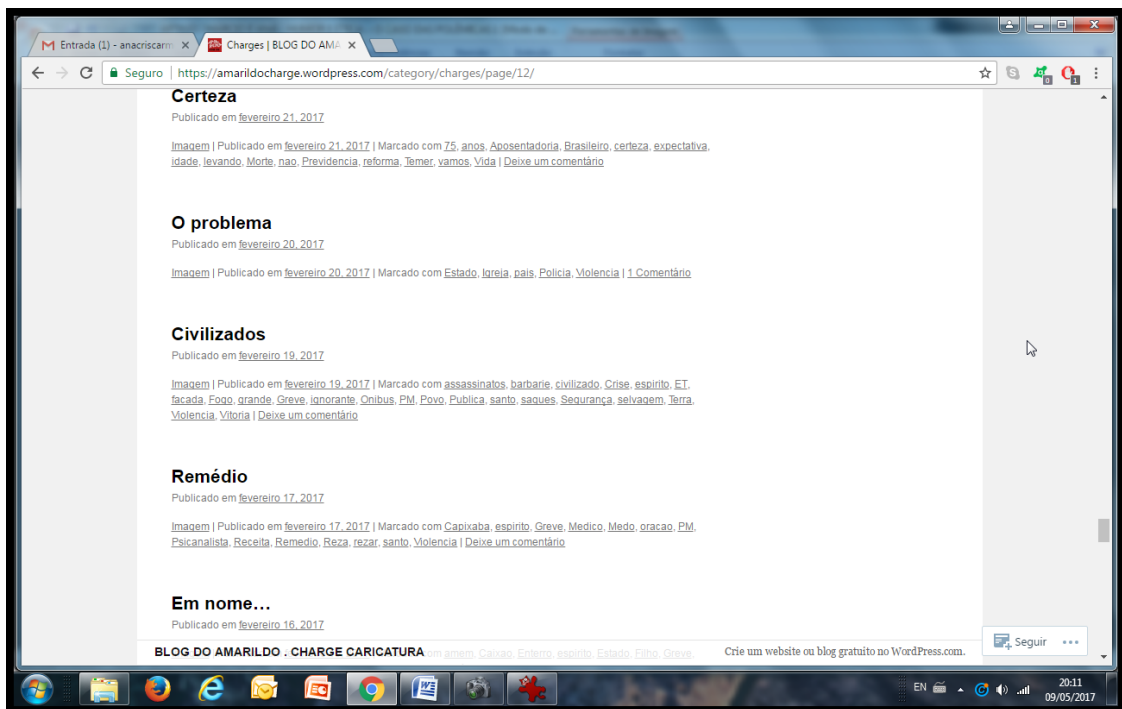 Entrada (1) - anacriscarm
Charges | BLOG DO AMA
Seguro | https://amarildocharge.wordpress.com/category/charges/page/12/
0
1
Certeza
Publicado em fevereiro 21, 2017
Imagem | Publicado em fevereiro 21, 2017 | Marcado com 75, anos, Aposentadoria, Brasileiro, certeza, expectativa,
idade, levando, Morte, nao, Previdencia, reforma, Temer, vamos, Vida | Deixe um comentário
O problema
Publicado em fevereiro 20, 2017
Imagem | Publicado em fevereiro 20, 2017 | Marcado com Estado, Igreja, pais, Policia, Violencia | 1 Comentário
Civilizados
Publicado em fevereiro 19, 2017
Imagem | Publicado em fevereiro 19, 2017 | Marcado com assassinatos, barbarie, civilizado, Crise, espirito, ET,
facada, Fogo, grande, Greve, ignorante, Onibus, PM, Povo, Publica, santo, saques, Segurança, selvagem, Terra,
Violencia, Vitoria | Deixe um comentário
Remédio
Publicado em fevereiro 17, 2017
Imagem | Publicado em fevereiro 17, 2017 | Marcado com Capixaba, espirito, Greve, Medico, Medo, oracao, PM,
Psicanalista, Receita, Remedio, Reza, rezar, santo, Violencia | Deixe um comentário
Em nome…
Publicado em fevereiro 16, 2017
BLOG DO AMARILDO . CHARGE CARICATURA om amem, Caixao, Enterro, espirito, Estado, Filho, Greve, Crie um website ou blog gratuito no WordPress.com.
Seguir
EN
20:11
09/05/2017